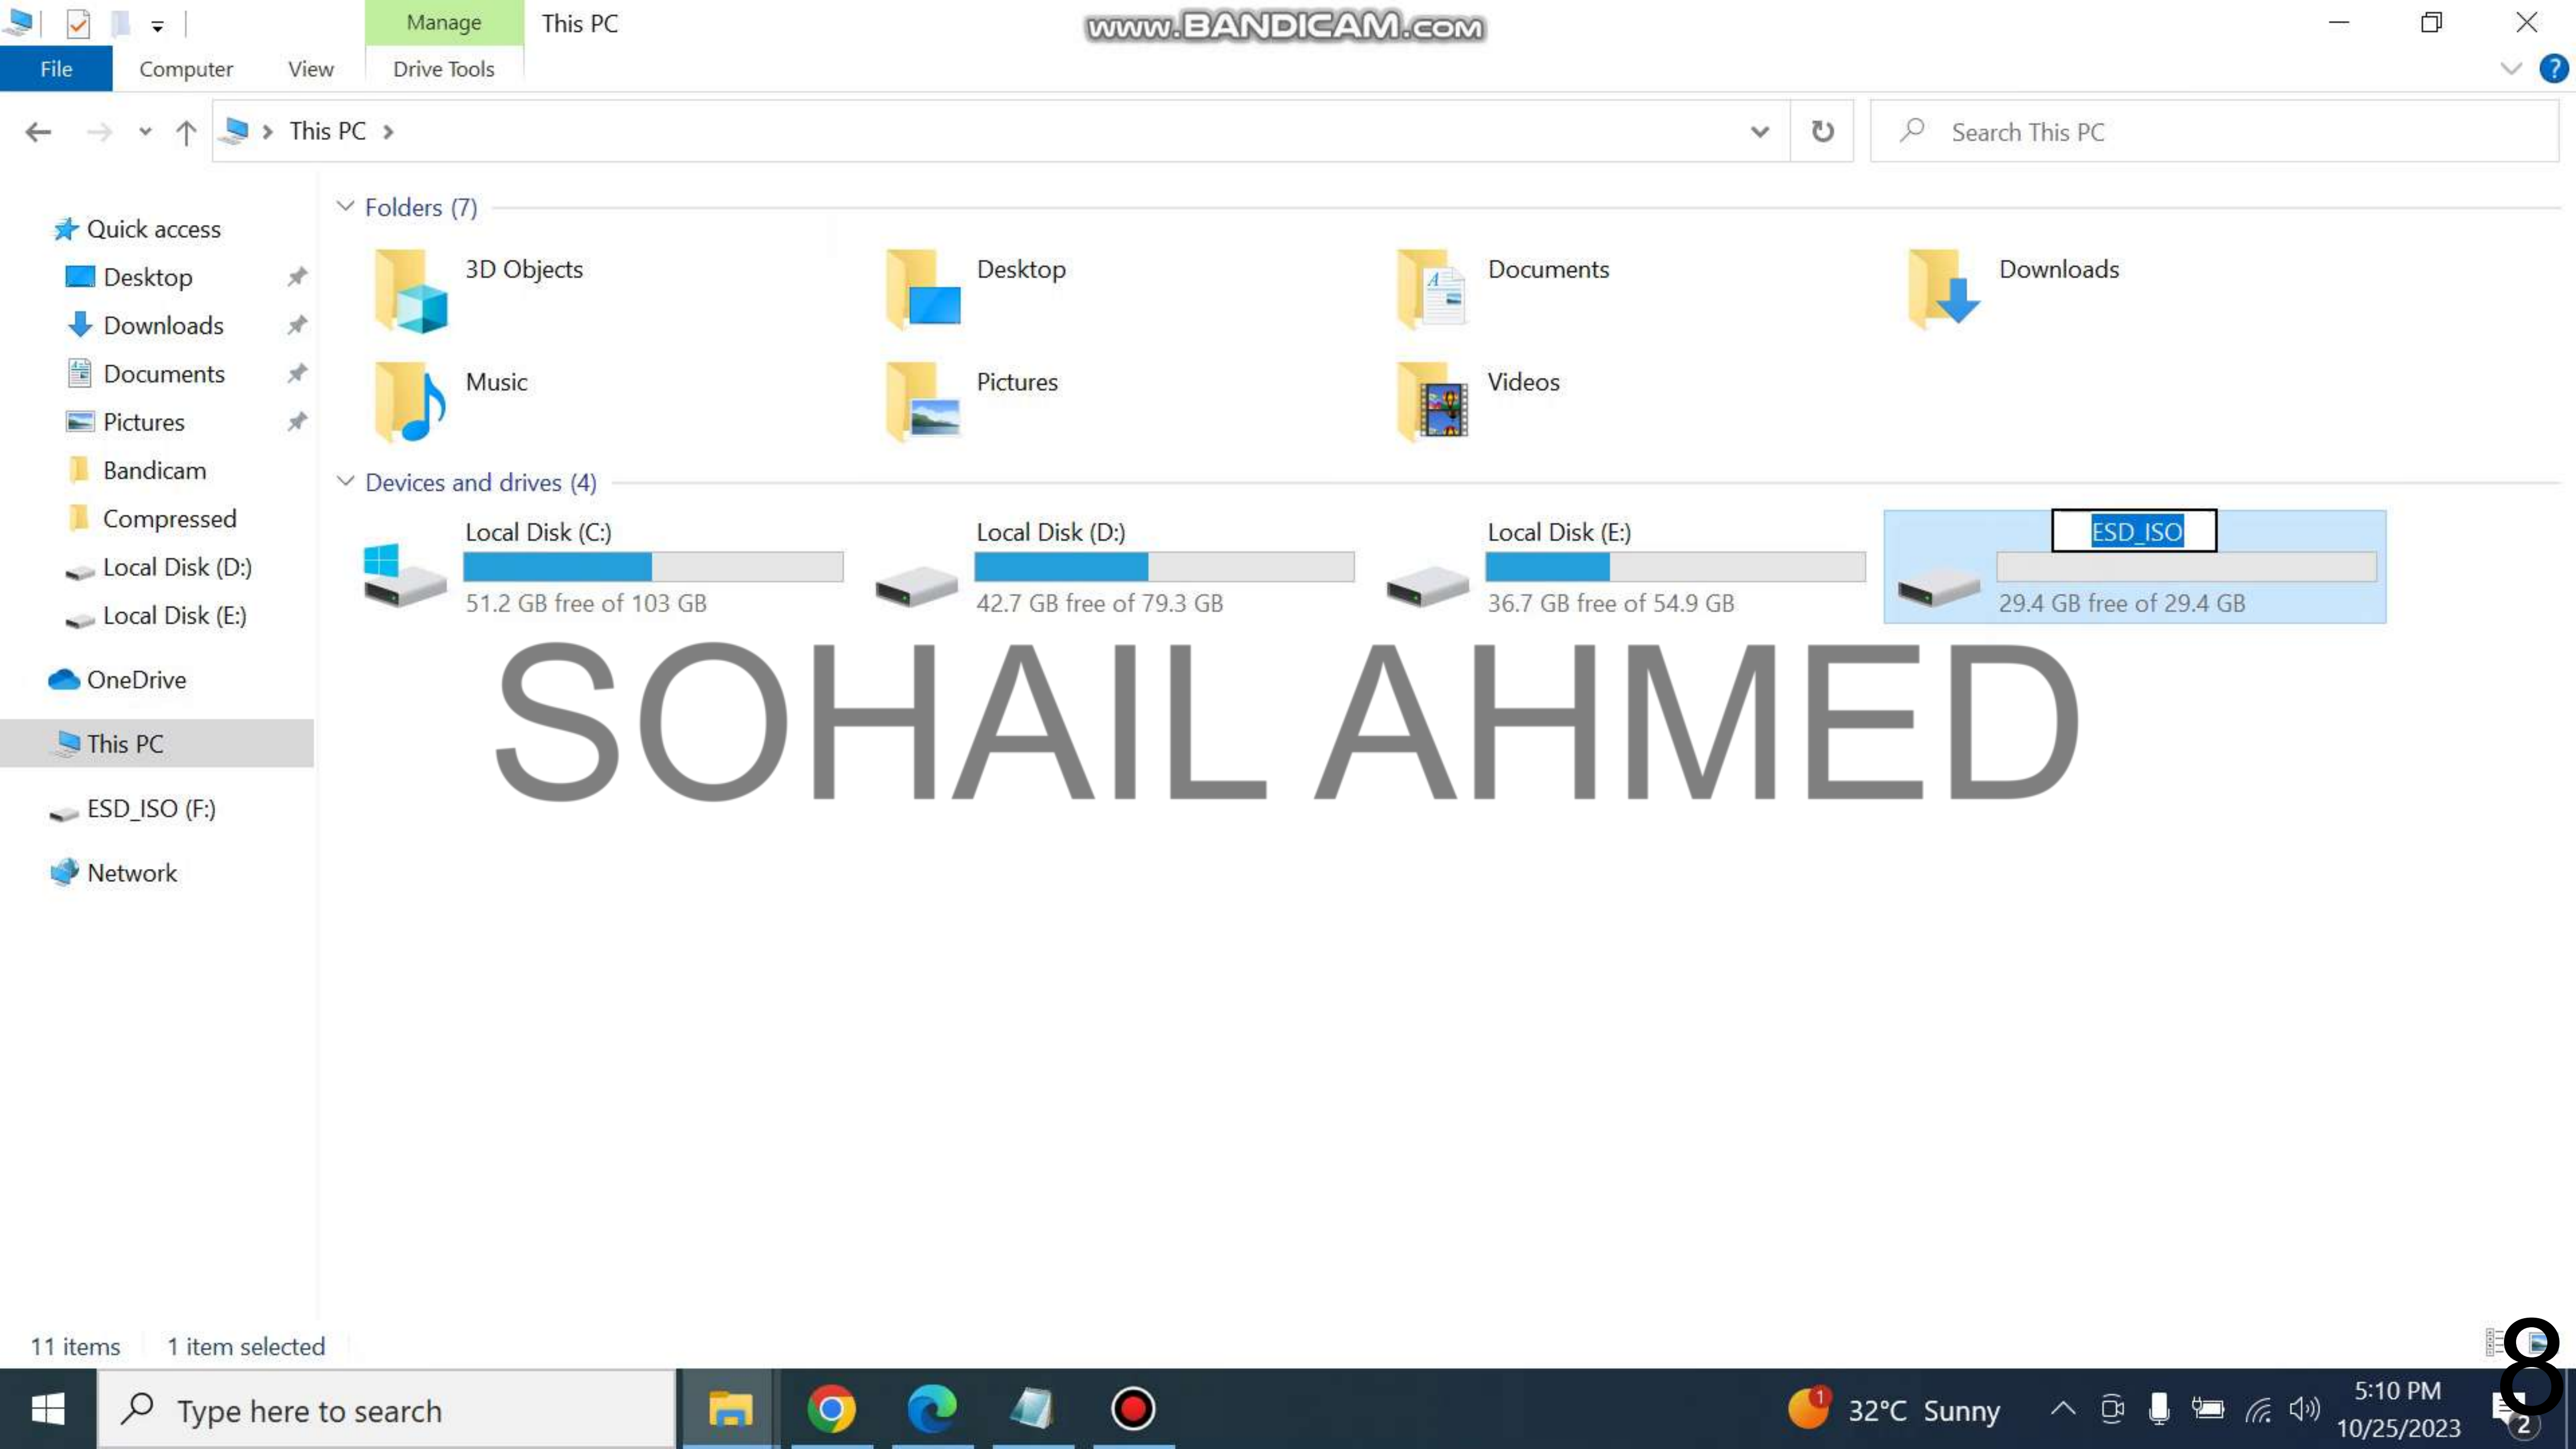 Manage
This PC
www.BANDICAM.com
File
Computer
View
Drive Tools
This PC
Search This PC
Quick access
Desktop
Downloads
Documents
Pictures
Bandicam
Compressed
Local Disk (D:)
Local Disk (E:)
OneDrive
This PC
ESD_ISO (F:)
Network
Folders (7)
3D Objects
Desktop
Documents
Downloads
Music
Pictures
Videos
Devices and drives (4)
Local Disk (C:)
51.2 GB free of 103 GB
Local Disk (D:)
42.7 GB free of 79.3 GB
Local Disk (E:)
36.7 GB free of 54.9 GB
ESD_ISO
29.4 GB free of 29.4 GB
SOHAIL AHMED
11 items
1 item selected
8
Type here to search
1
32°C Sunny
5:10 PM
10/25/2023
2